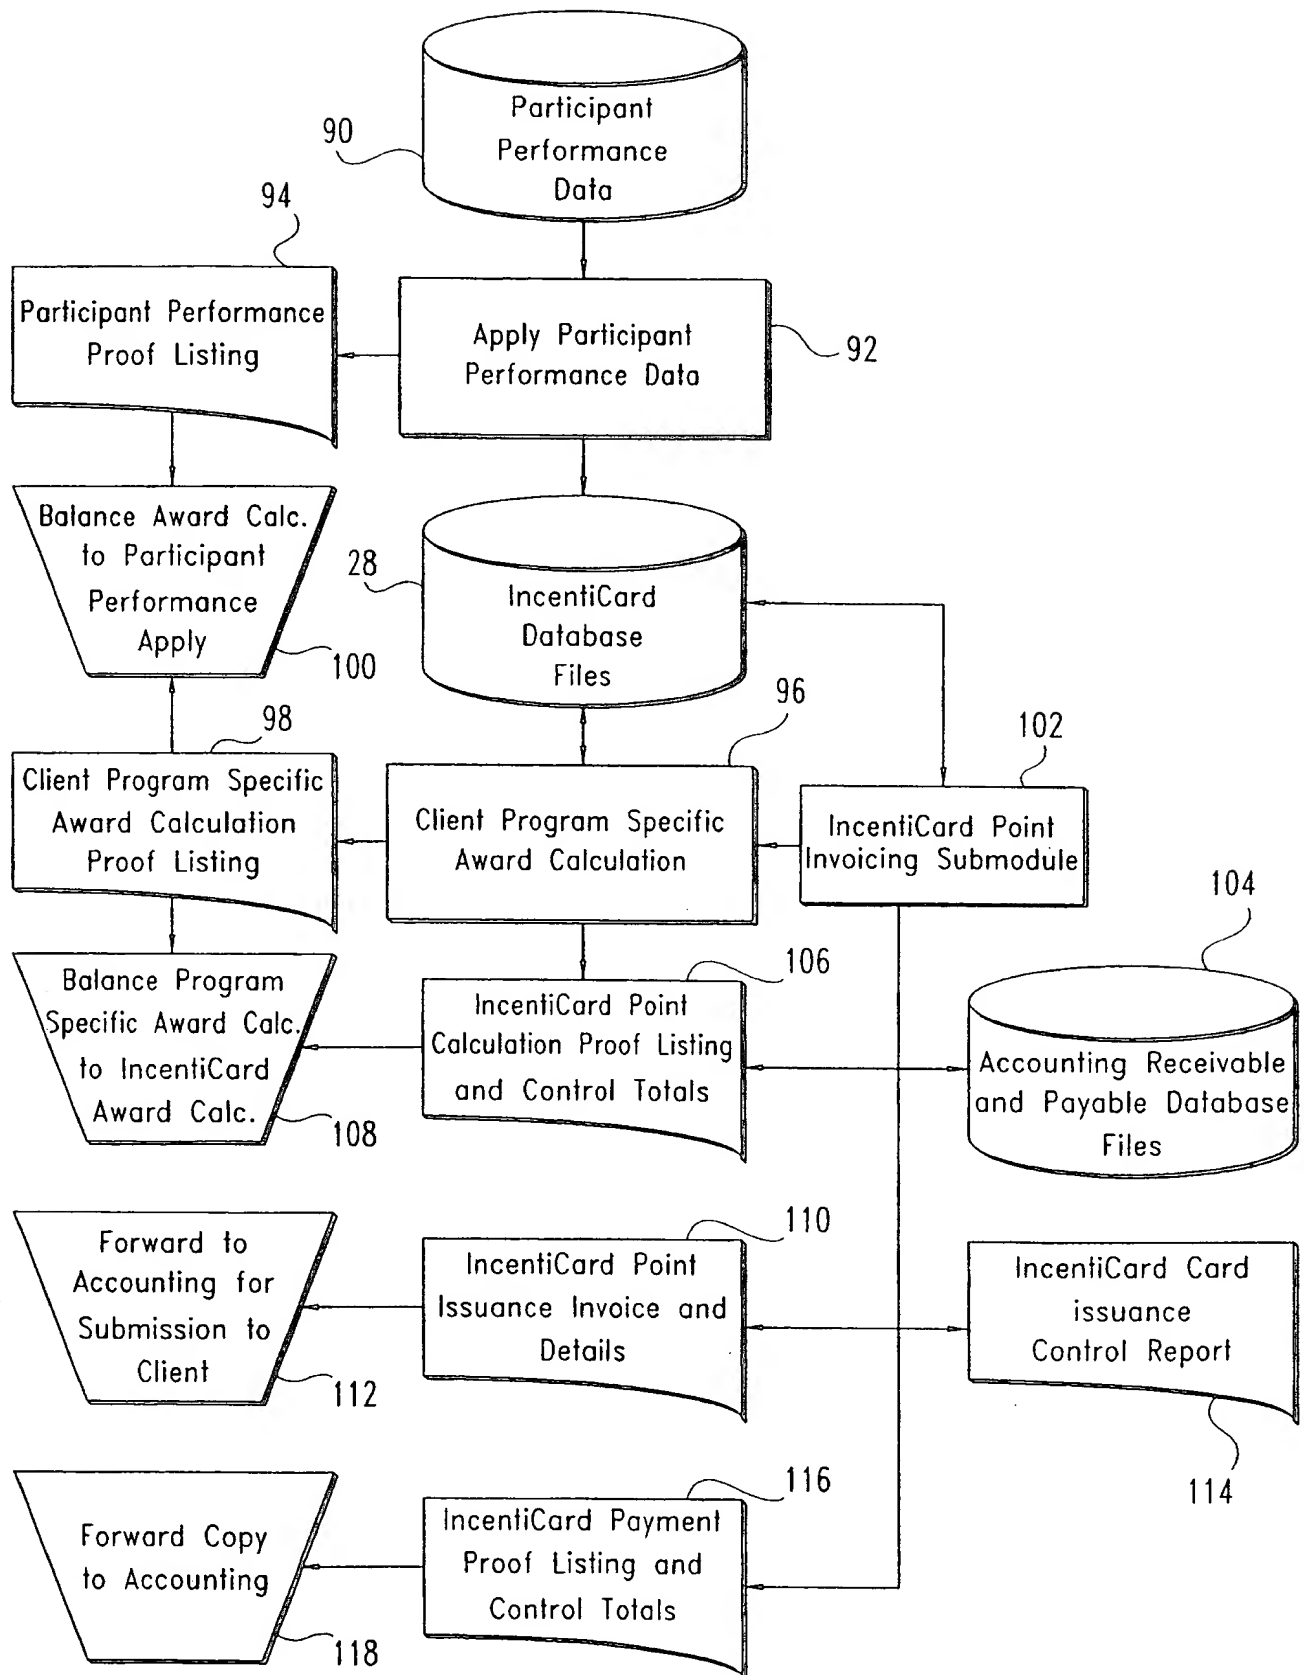 Participant
Performance
Data
90
94
Participant Performance
Proof Listing
Apply Participant
Performance Data
92
Balance Award Calc.
to Participant
Performance
Apply
100
28
IncentiCard
Database
Files
96
98
102
Client Program Specific
Award Calculation
Proof Listing
Client Program Specific
Award Calculation
IncentiCard Point
Invoicing Submodule
104
106
Balance Program
Specific Award Calc.
to IncentiCard
Award Calc.
108
IncentiCard Point
Calculation Proof Listing
and Control Totals
Accounting Receivable
and Payable Database
Files
110
Forward to
Accounting for
Submission to
Client
112
IncentiCard Point
Issuance Invoice and
Details
IncentiCard Card
issuance
Control Report
114
116
Forward Copy
to Accounting
118
IncentiCard Payment
Proof Listing and
Control Totals